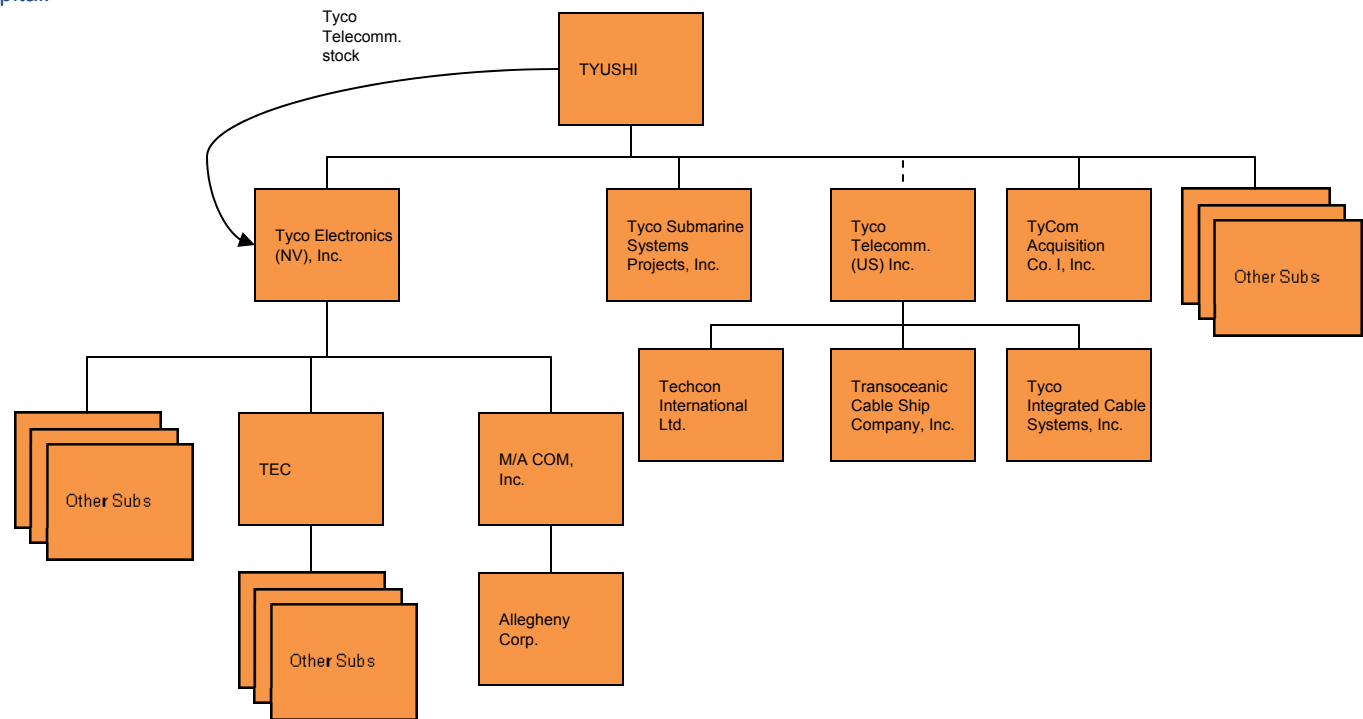 Tyco
Telecomm.
stock
TYUSHI
Tyco Electronics
(NV), Inc.
Tyco Submarine
Systems
Projects, Inc.
Tyco
Telecomm.
(US) Inc.
TyCom
Acquisition
Co. I, Inc.
Other Subs
Techcon
International
Ltd.
Transoceanic
Cable Ship
Company, Inc.
Tyco
Integrated Cable
Systems, Inc.
Other Subs
TEC
M/A COM,
Inc.
Other Subs
Allegheny
Corp.